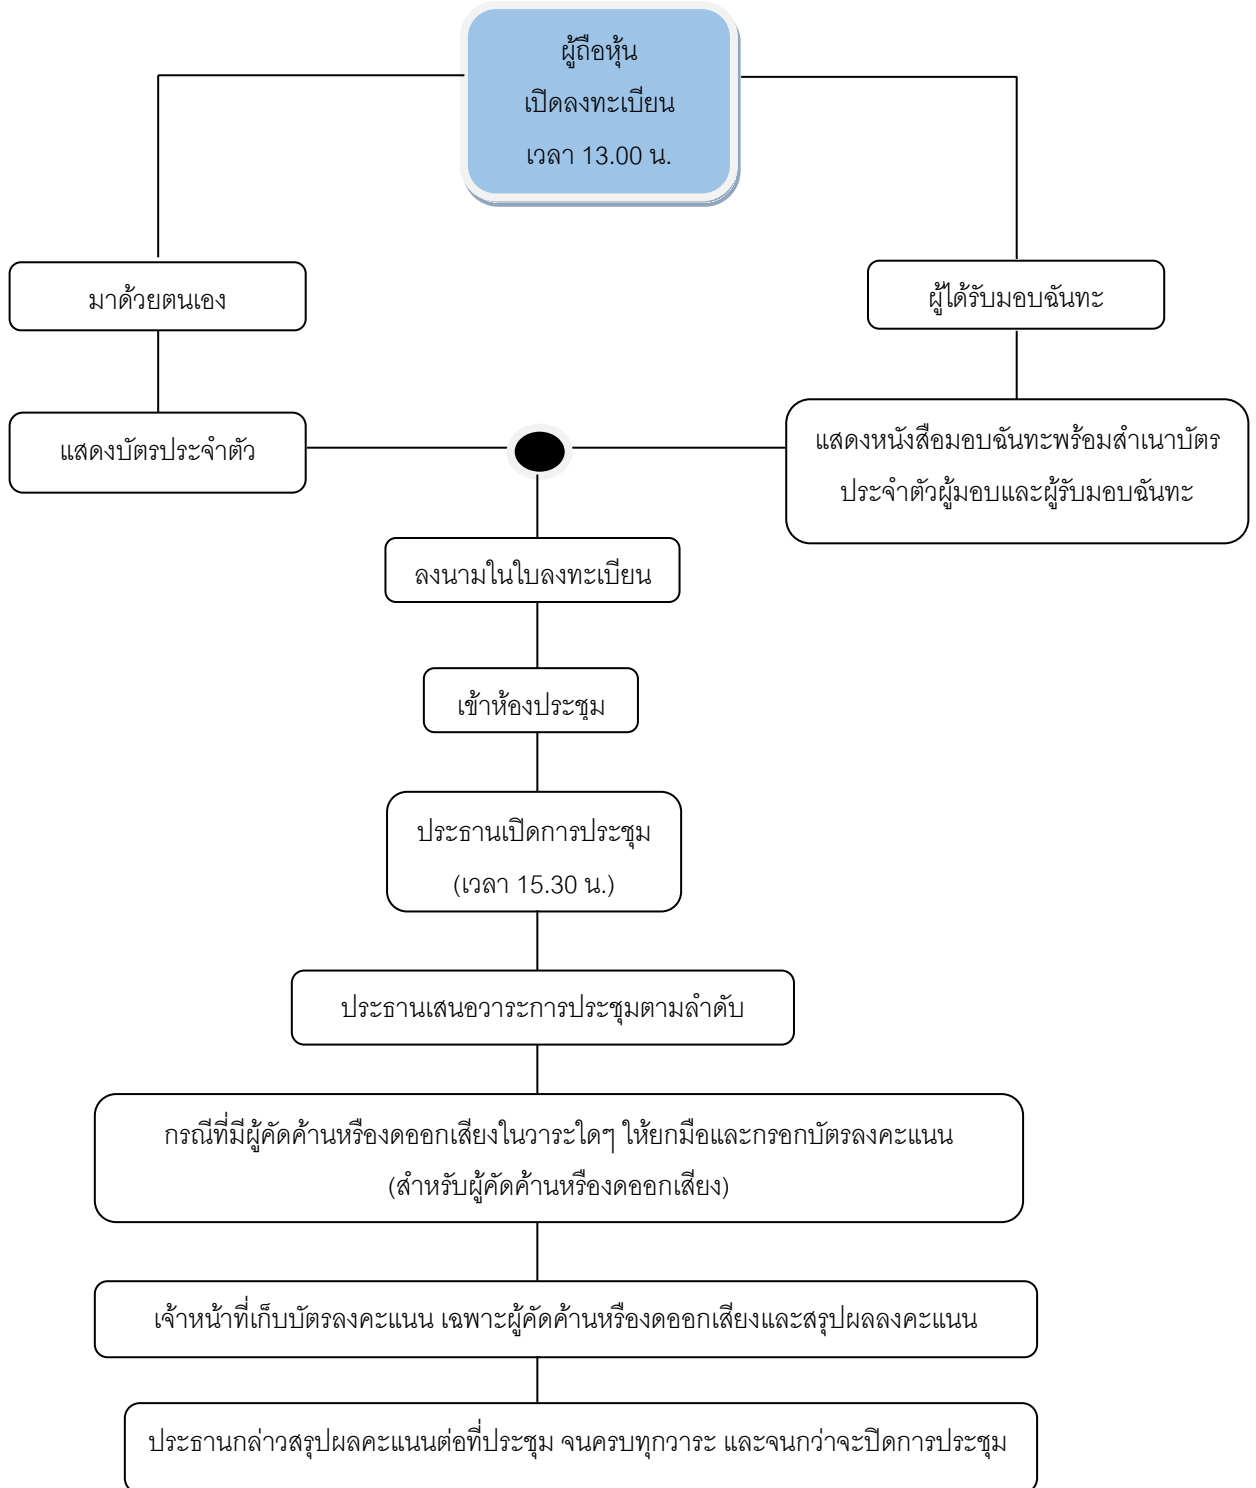 ผู้ถือหุ้น
เปิดลงทะเบียน
เวลา 13.00 น.
มาด้วยตนเอง
ผู้ได้รับมอบฉันทะ
แสดงบัตรประจำตัว
แสดงหนังสือมอบฉันทะพร้อมสำเนาบัตร
ประจำตัวผู้มอบและผู้รับมอบฉันทะ
ลงนามในใบลงทะเบียน
เข้าห้องประชุม
ประธานเปิดการประชุม
(เวลา 15.30 น.)
ประธานเสนอวาระการประชุมตามลำดับ
กรณีที่มีผู้คัดค้านหรืองดออกเสียงในวาระใดๆ ให้ยกมือและกรอกบัตรลงคะแนน
(สำหรับผู้คัดค้านหรืองดออกเสียง)
เจ้าหน้าที่เก็บบัตรลงคะแนน เฉพาะผู้คัดค้านหรืองดออกเสียงและสรุปผลลงคะแนน
ประธานกล่าวสรุปผลคะแนนต่อที่ประชุม จนครบทุกวาระ และจนกว่าจะปิดการประชุม